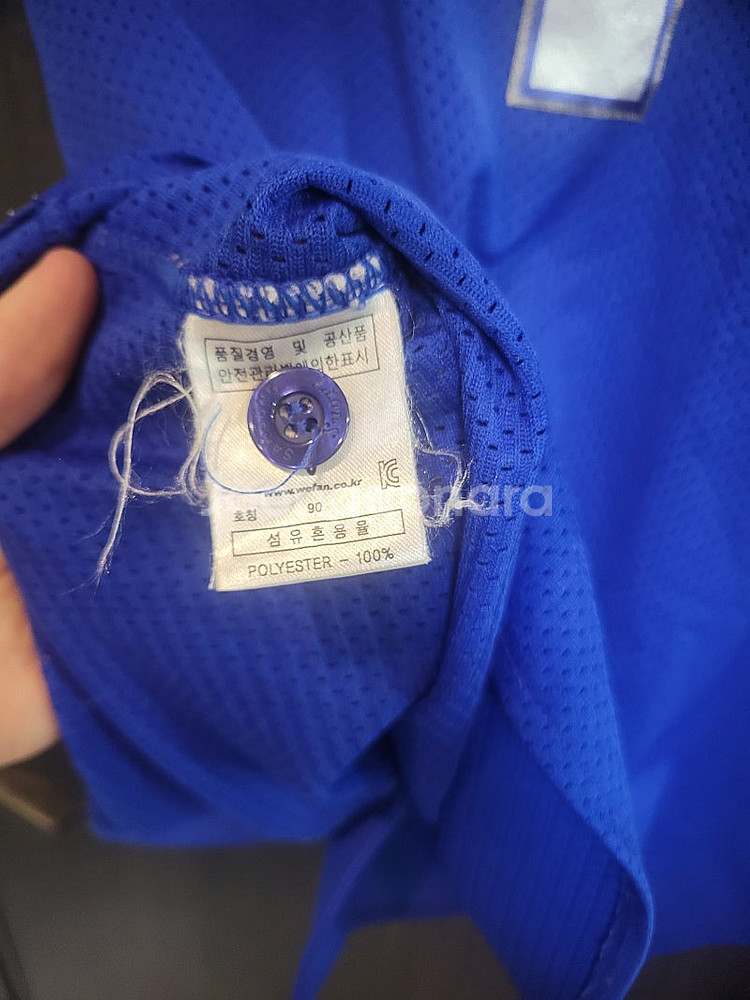 품질경영 및 공산품
안전관리법에의한표시
www.wefan.co.kr
호칭 90
섬유혼용율
POLYESTER - 100%